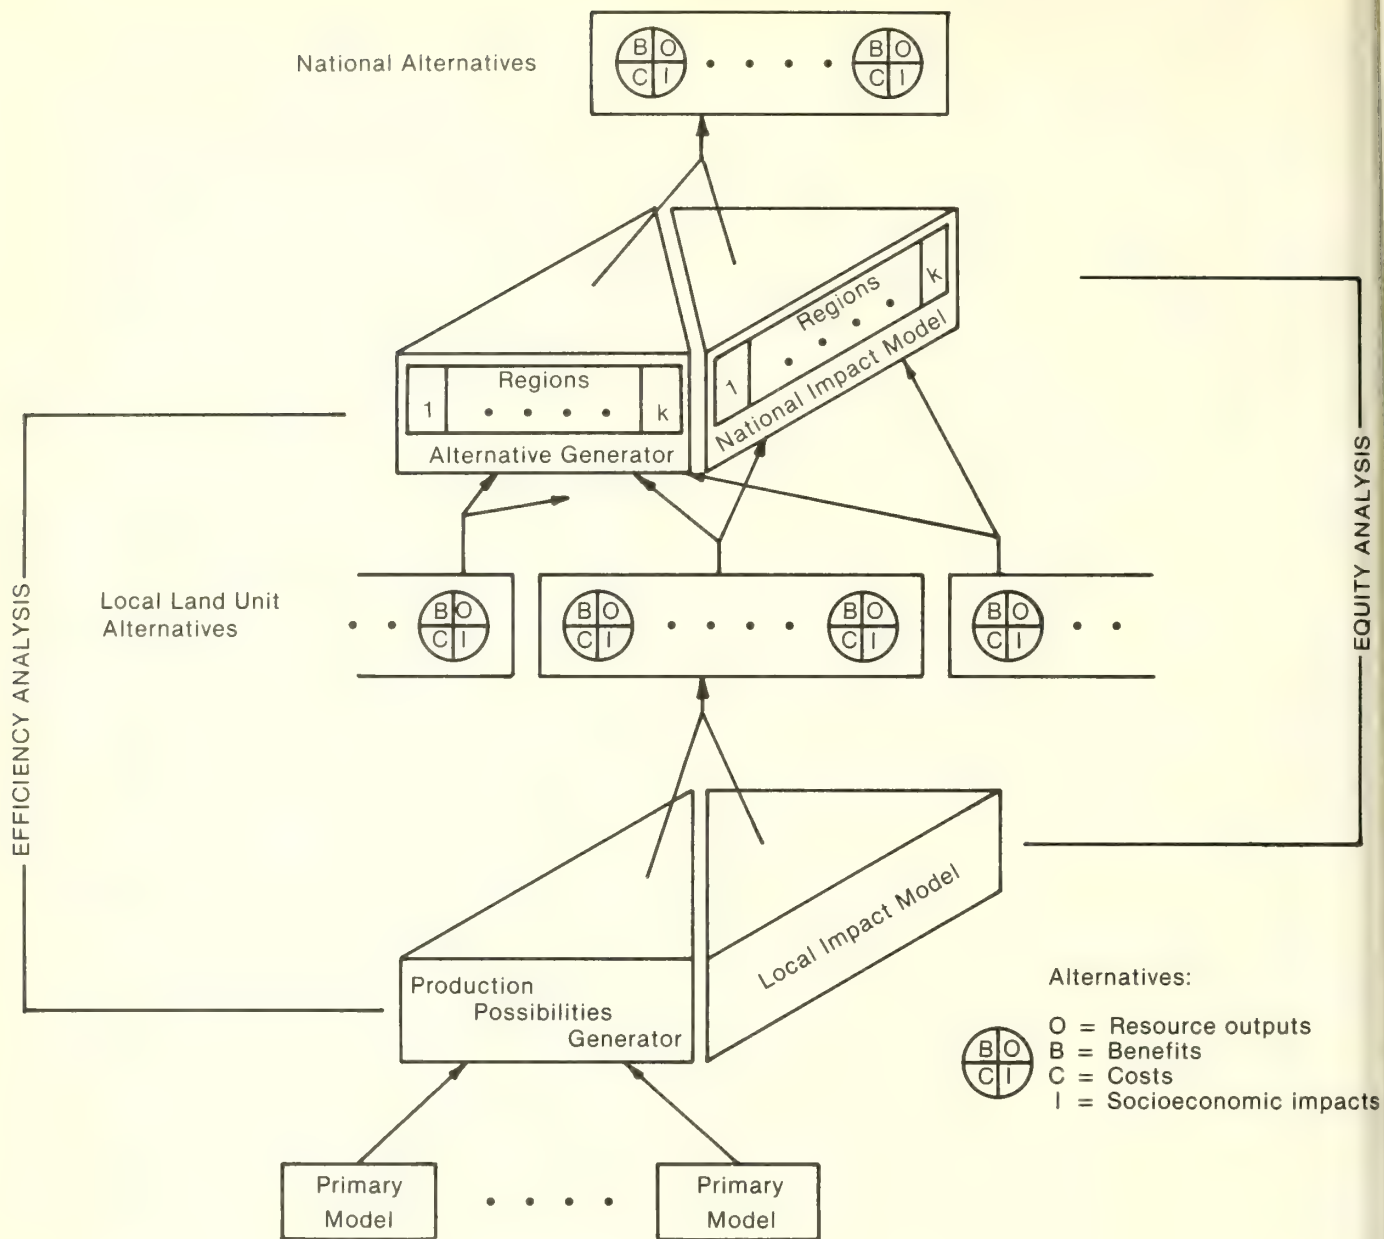 National Alternatives
B O B O
C I C I
Regions
1 k
National Impact Model
Regions
1 k
Alternative Generator
EFFICIENCY ANALYSIS
EQUITY ANALYSIS
Local Land Unit
Alternatives
B O B O B O B O
C I C I C I C I
Local Impact Model
Production
Possibilities
Generator
Alternatives:
B O
C I
O = Resource outputs
B = Benefits
C = Costs
I = Socioeconomic impacts
Primary Primary
Model Model